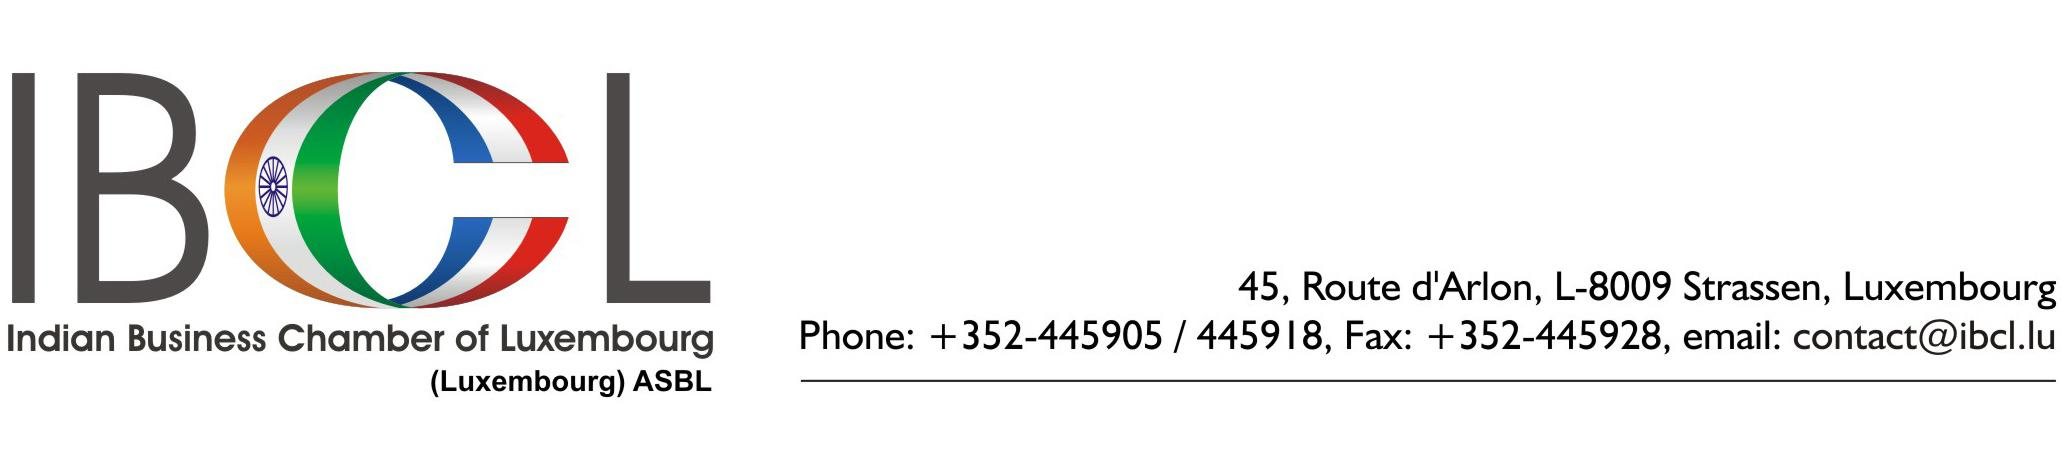 IBCL
Indian Business Chamber of Luxembourg
(Luxembourg) ASBL
45, Route d'Arlon, L-8009 Strassen, Luxembourg
Phone: +352-445905 / 445918, Fax: +352-445928, email: contact@ibcl.lu